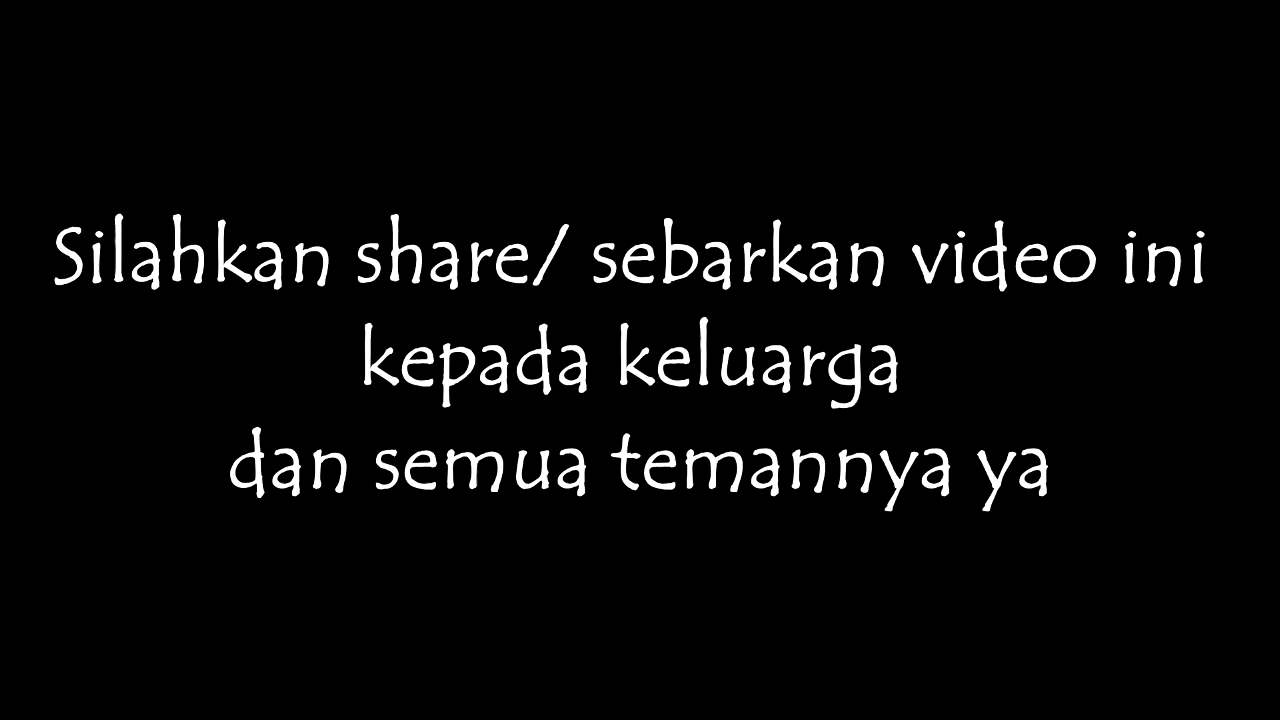 Silahkan share/ sebarkan video ini
kepada keluarga
dan semua temannya ya